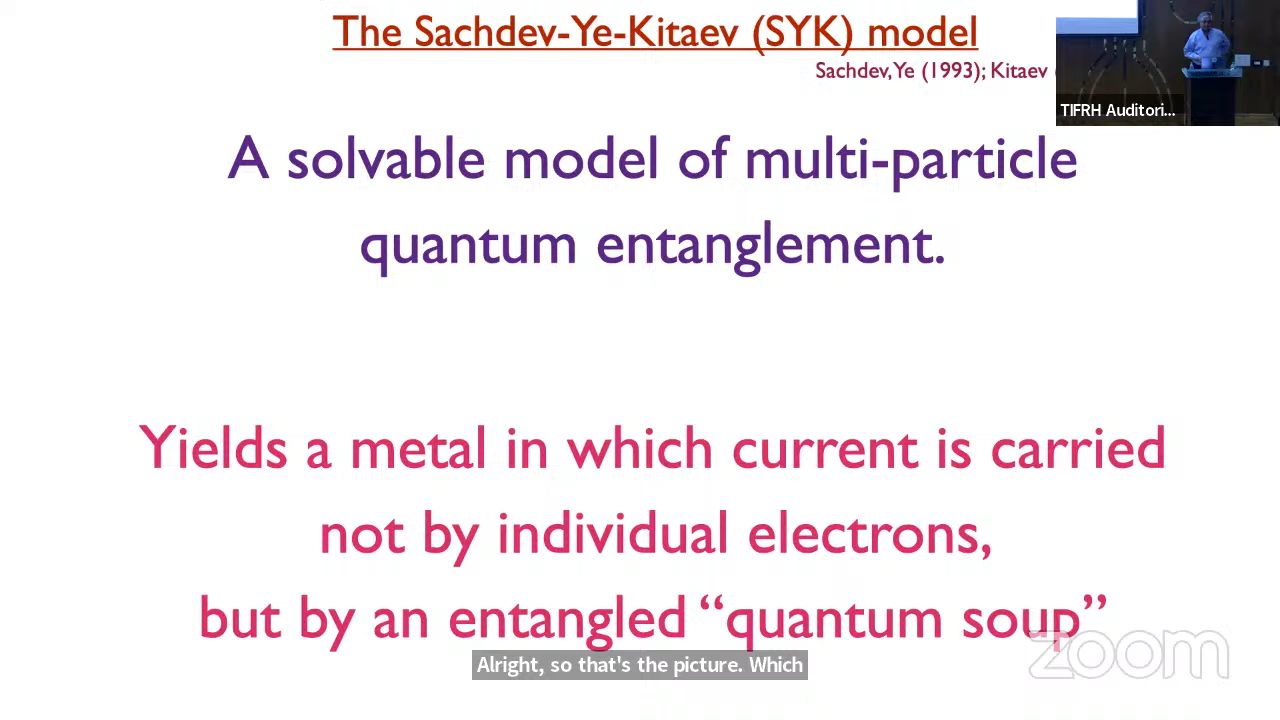 The Sachdev-Ye-Kitaev (SYK) model
Sachdev, Ye (1993); Kitaev (
TIFRH Auditori...
A solvable model of multi-particle
quantum entanglement.
Yields a metal in which current is carried
not by individual electrons,
but by an entangled “quantum soup”
zoom
Alright, so that's the picture. Which